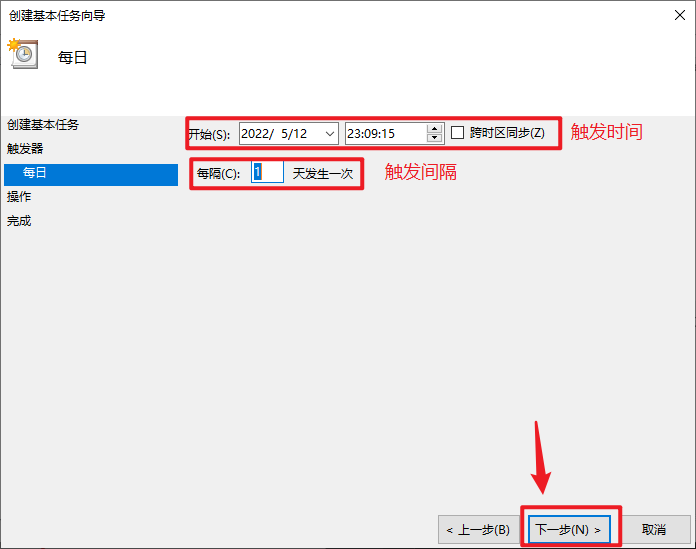 创建基本任务向导
每日
创建基本任务
触发器
每日
操作
完成
开始(S): 2022/ 5/12 23:09:15 跨时区同步(Z) 触发时间
每隔(C): 1 天发生一次 触发间隔
< 上一步(B) 下一步(N) > 取消